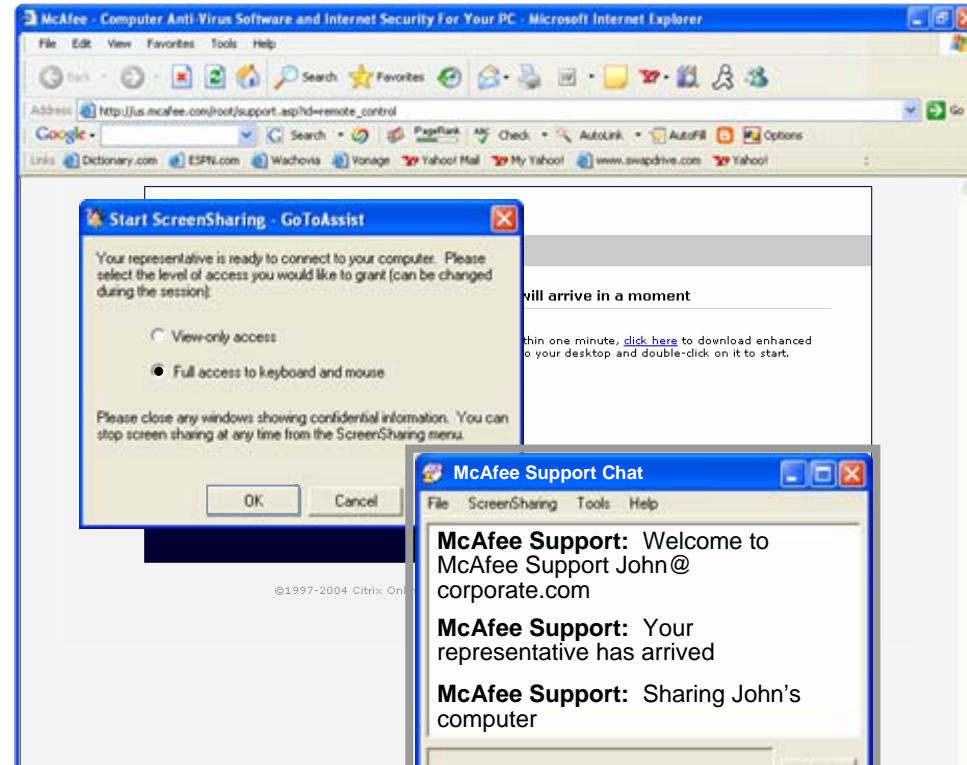 McAfee - Computer Anti-Virus Software and Internet Security For Your PC - Microsoft Internet Explorer
File Edit View Favorites Tools Help
Back Search Favorites
Address http://us.mcafee.com/root/support.asp?id=remote_control Go
Google Search PageRank ABC Check AutoLink AutoFill Options
Links Dictionary.com ESPN.com Wachovia Vonage Yahoo! Mail My Yahoo! www.swapdrive.com Yahoo!
Start ScreenSharing - GoToAssist
Your representative is ready to connect to your computer. Please
select the level of access you would like to grant (can be changed
during the session):
View-only access
Full access to keyboard and mouse
Please close any windows showing confidential information. You can
stop screen sharing at any time from the ScreenSharing menu.
OK Cancel
will arrive in a moment
thin one minute, click here to download enhanced
o your desktop and double-click on it to start.
McAfee Support Chat
File ScreenSharing Tools Help
McAfee Support: Welcome to
McAfee Support John@
corporate.com
McAfee Support: Your
representative has arrived
McAfee Support: Sharing John’s
computer
©1997-2004 Citrix Onl